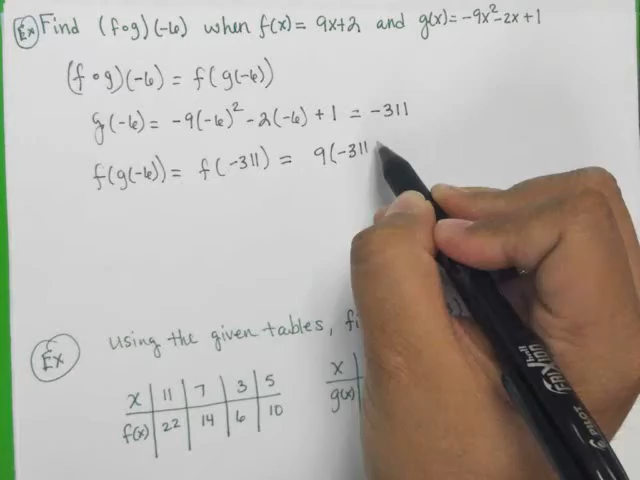 Ex Find (f∘g)(-6) when f(x) = 9x+2 and g(x) = -9x²-2x+1
(f∘g)(-6) = f(g(-6))
g(-6) = -9(-6)² - 2(-6) + 1 = -311
f(g(-6)) = f(-311) = 9(-311
Ex using the given tables, fi
x | 11 | 7 | 3 | 5
f(x) | 22 | 14 | 6 | 10
x
g(x)
FRIXION ball
PILOT